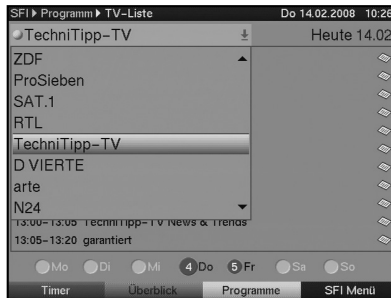 SFI Programm TV-Liste Do 14.02.2008 10:26
TechniTipp-TV Heute 14.02
ZDF
ProSieben
SAT.1
RTL
TechniTipp-TV
D VIERTE
arte
N24
13:00-13:05 TechniTipp-TV News & Trends
13:05-13:20 garantiert
Mo Di Mi 4 Do 5 Fr Sa So
Timer Überblick Programme SFI Menü